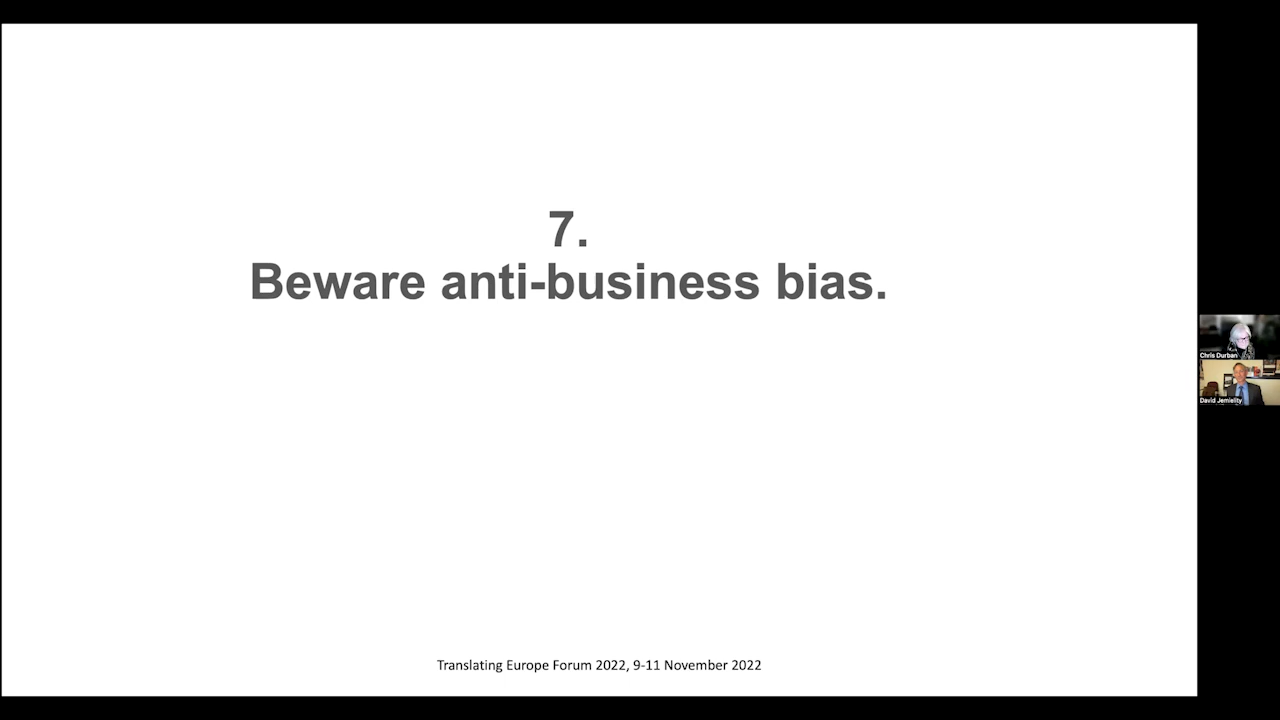 7.
Beware anti-business bias.
Chris Durban
David Jemielity
Translating Europe Forum 2022, 9-11 November 2022